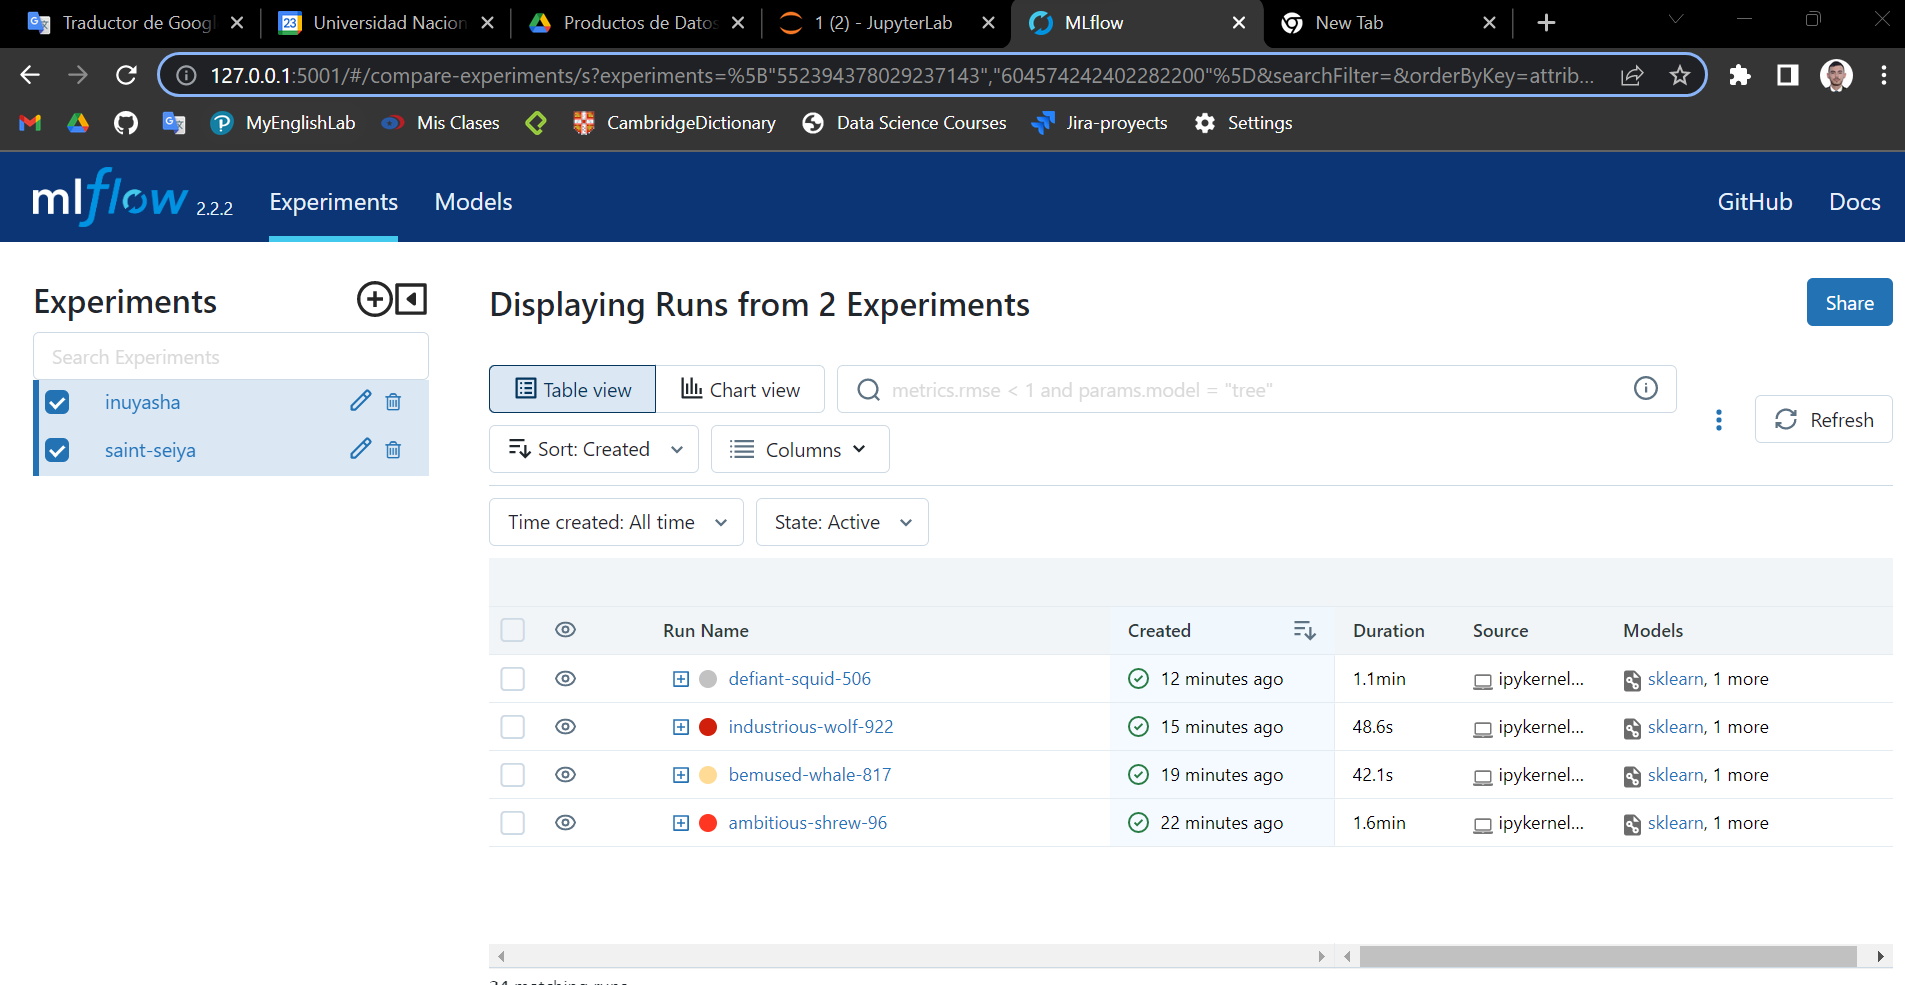 Traductor de Googl
Universidad Nacion
Productos de Datos
1 (2) - JupyterLab
MLflow
New Tab
127.0.0.1:5001/#/compare-experiments/s?experiments=%5B"552394378029237143","604574242402282200"%5D&searchFilter=&orderByKey=attrib...
MyEnglishLab
Mis Clases
CambridgeDictionary
Data Science Courses
Jira-proyects
Settings
mlflow 2.2.2
Experiments
Models
GitHub
Docs
Experiments
Search Experiments
inuyasha
saint-seiya
Displaying Runs from 2 Experiments
Share
Table view
Chart view
metrics.rmse < 1 and params.model = "tree"
Refresh
Sort: Created
Columns
Time created: All time
State: Active
Run Name Created Duration Source Models
defiant-squid-506 12 minutes ago 1.1min ipykernel... sklearn, 1 more
industrious-wolf-922 15 minutes ago 48.6s ipykernel... sklearn, 1 more
bemused-whale-817 19 minutes ago 42.1s ipykernel... sklearn, 1 more
ambitious-shrew-96 22 minutes ago 1.6min ipykernel... sklearn, 1 more
matching runs